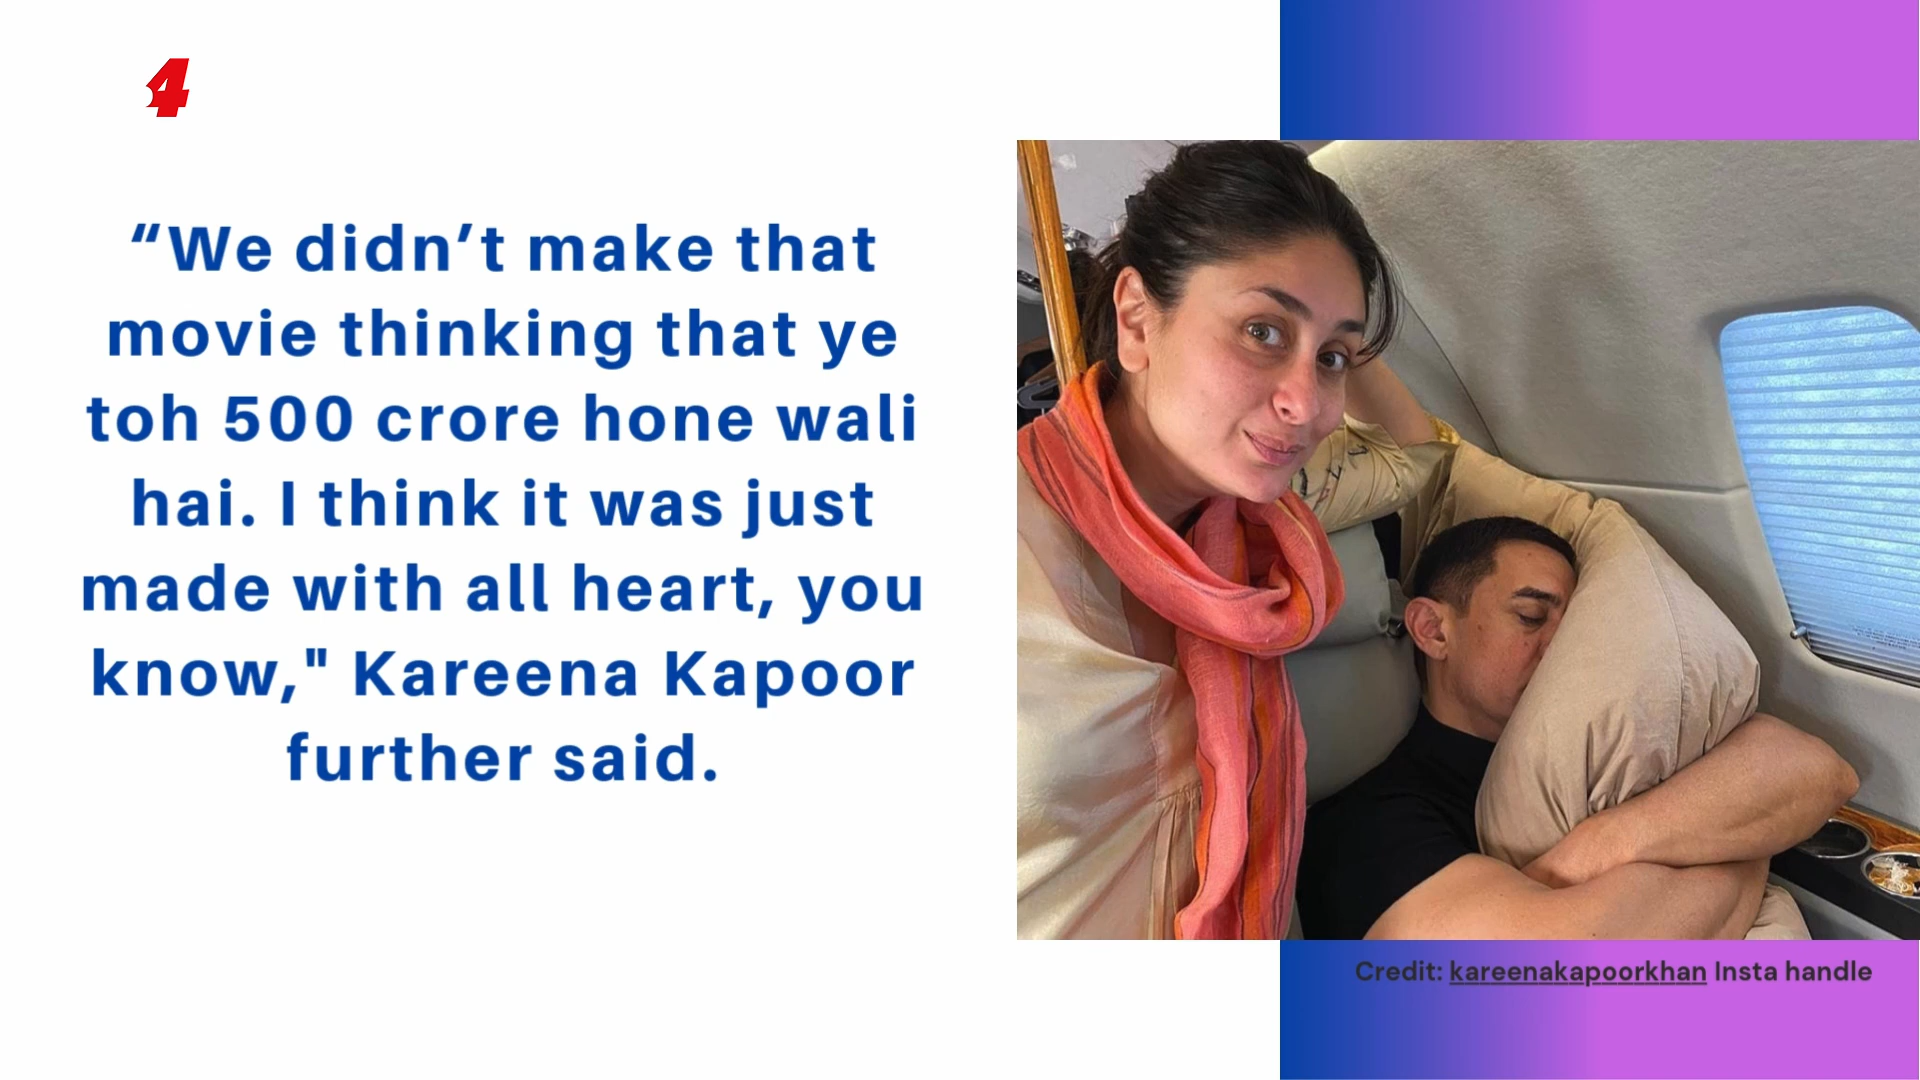 4
“We didn’t make that
movie thinking that ye
toh 500 crore hone wali
hai. I think it was just
made with all heart, you
know," Kareena Kapoor
further said.
Credit: kareenakapoorkhan Insta handle